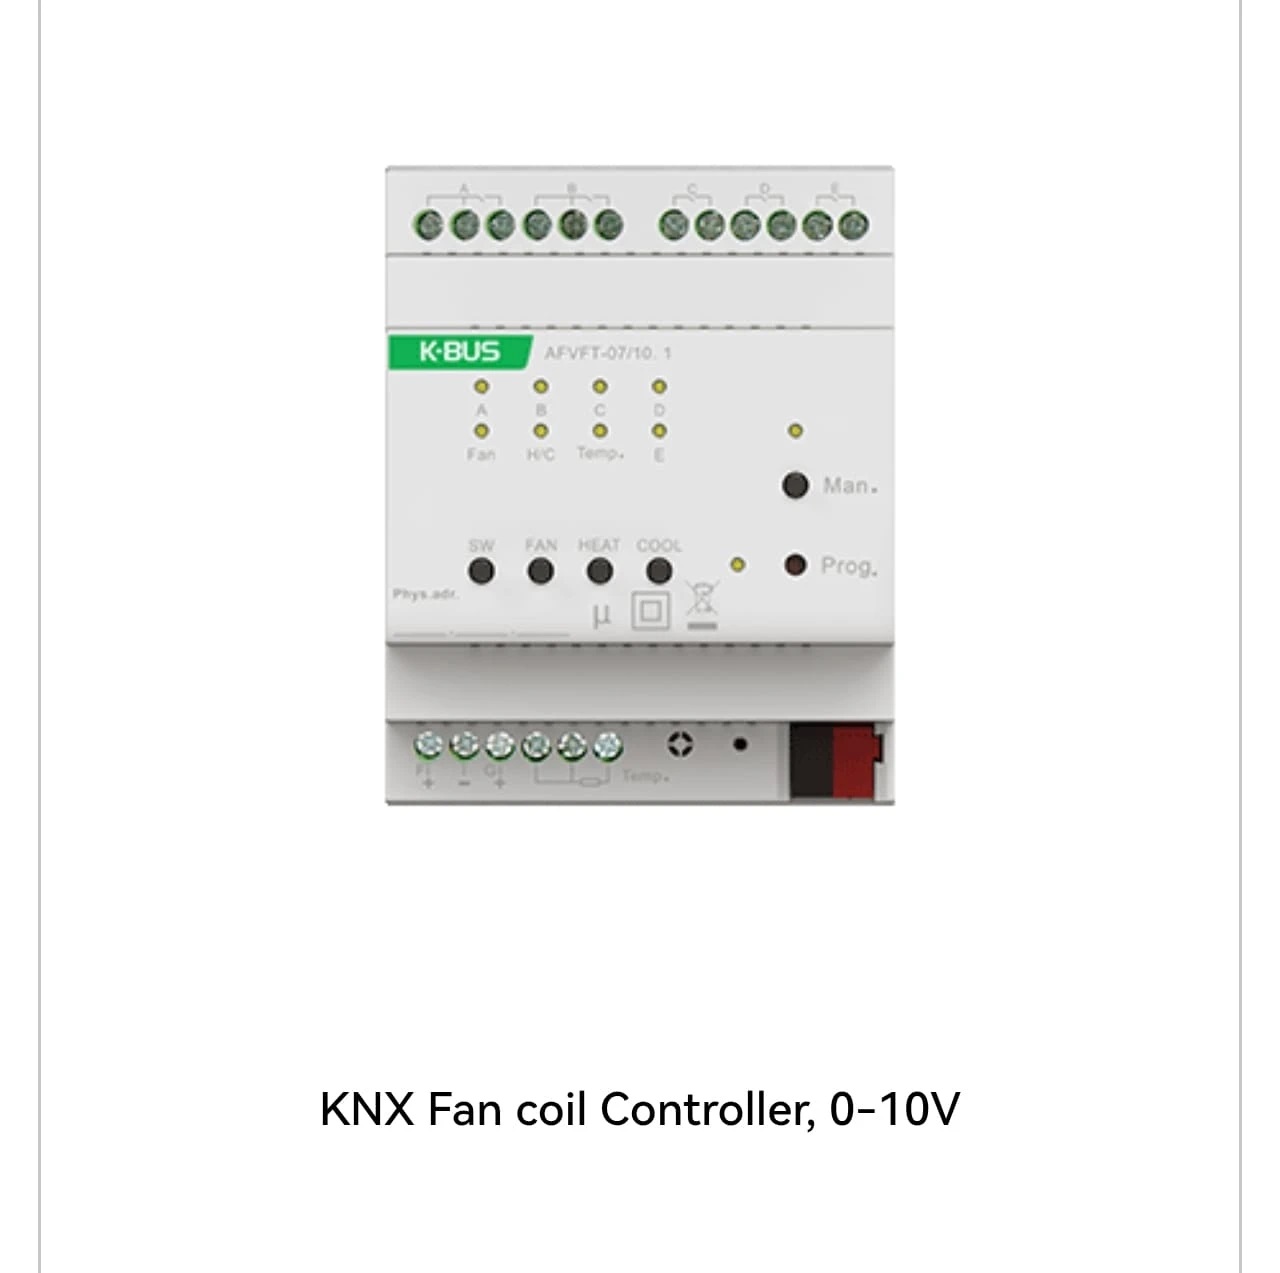 A B C D E
K·BUS AFVFT-07/10. 1
A B C D
Fan H/C Temp. E
Man.
SW FAN HEAT COOL
Prog.
Phys.adr.
μ
F G
+ − + Temp.
KNX Fan coil Controller, 0-10V